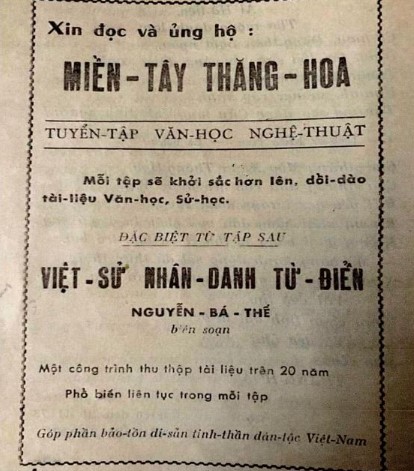 Xin đọc và ủng hộ :
MIỀN - TÂY THĂNG - HOA
TUYỂN-TẬP VĂN-HỌC NGHỆ-THUẬT
Mỗi tập sẽ khởi sắc hơn lên, dồi-dào
tài-liệu Văn-học, Sử-học.
ĐẶC BIỆT TỪ TẬP SAU
VIỆT - SỬ NHÂN - DANH TỪ - ĐIỂN
NGUYỄN - BÁ - THẾ
biên soạn
Một công trình thu thập tài liệu trên 20 năm
Phổ biến liên tục trong mỗi tập
Góp phần bảo-tồn di-sản tinh-thần dân-tộc Việt-Nam